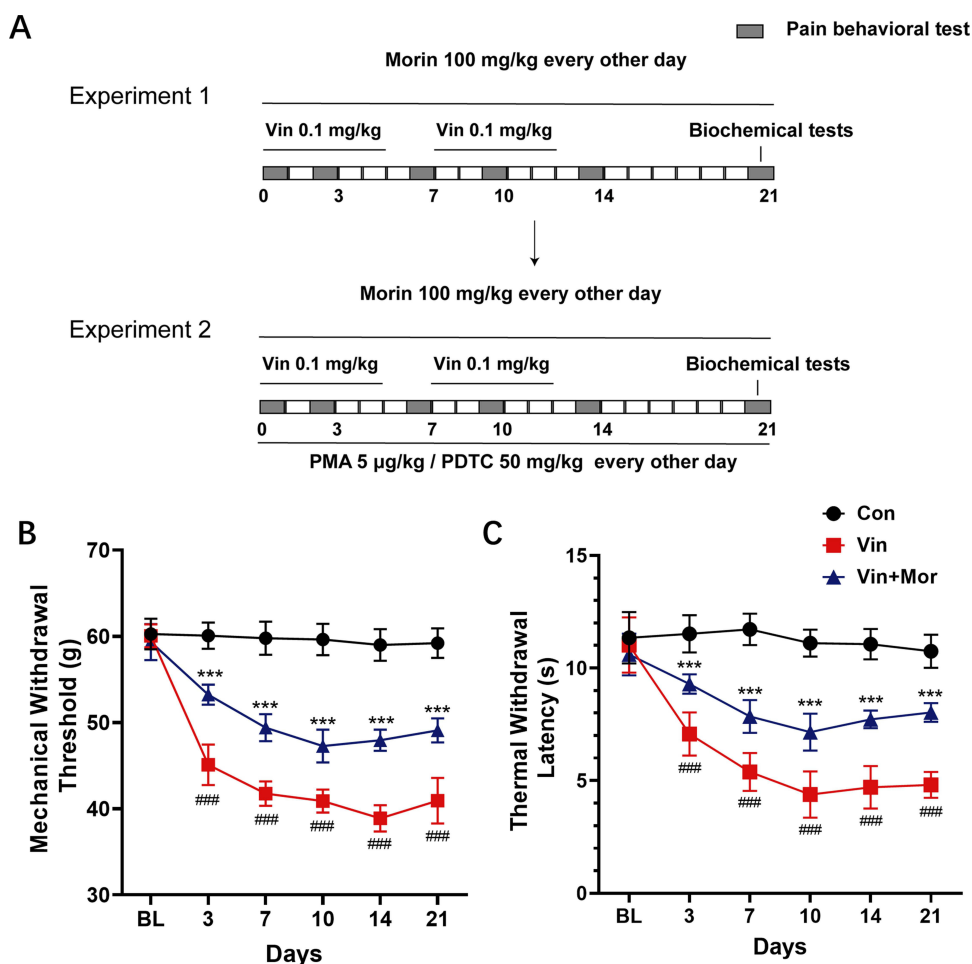 A
Pain behavioral test
Morin 100 mg/kg every other day
Experiment 1
Vin 0.1 mg/kg Vin 0.1 mg/kg Biochemical tests
0 3 7 10 14 21
Morin 100 mg/kg every other day
Experiment 2
Vin 0.1 mg/kg Vin 0.1 mg/kg Biochemical tests
0 3 7 10 14 21
PMA 5 μg/kg / PDTC 50 mg/kg every other day
B
Mechanical Withdrawal
Threshold (g)
70
60
50
40
30
*** *** *** *** ***
### ### ### ### ###
BL 3 7 10 14 21
Days
C
Con
Vin
Vin+Mor
Thermal Withdrawal
Latency (s)
15
10
5
0
*** *** *** *** ***
### ### ### ### ###
BL 3 7 10 14 21
Days